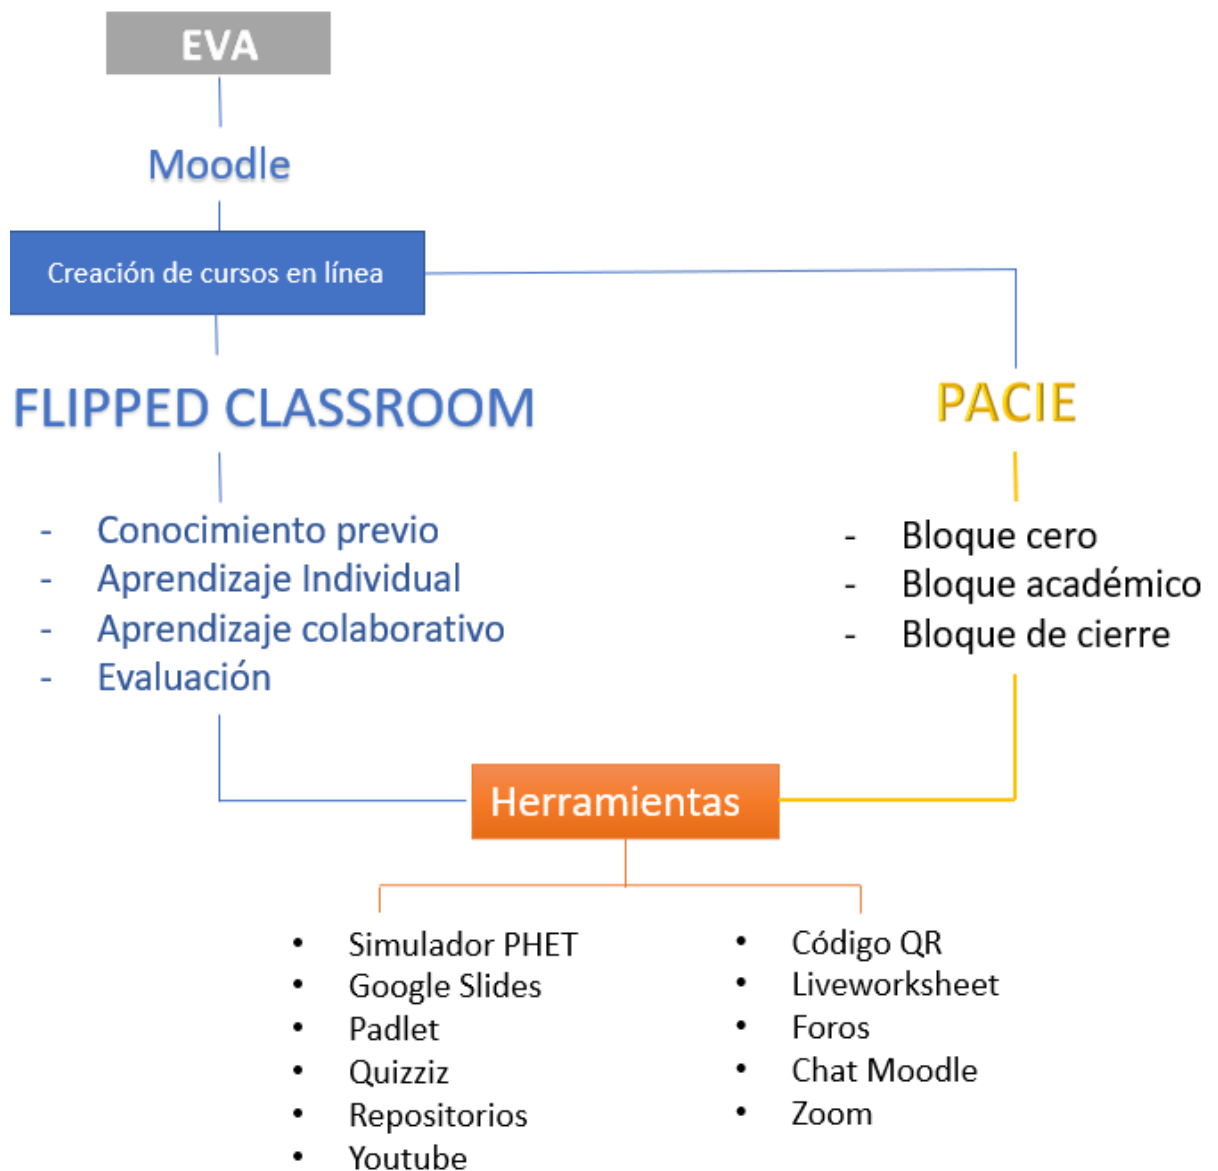 EVA
Moodle
Creación de cursos en línea
FLIPPED CLASSROOM
- Conocimiento previo
- Aprendizaje Individual
- Aprendizaje colaborativo
- Evaluación
PACIE
- Bloque cero
- Bloque académico
- Bloque de cierre
Herramientas
• Simulador PHET
• Google Slides
• Padlet
• Quizziz
• Repositorios
• Youtube
• Código QR
• Liveworksheet
• Foros
• Chat Moodle
• Zoom